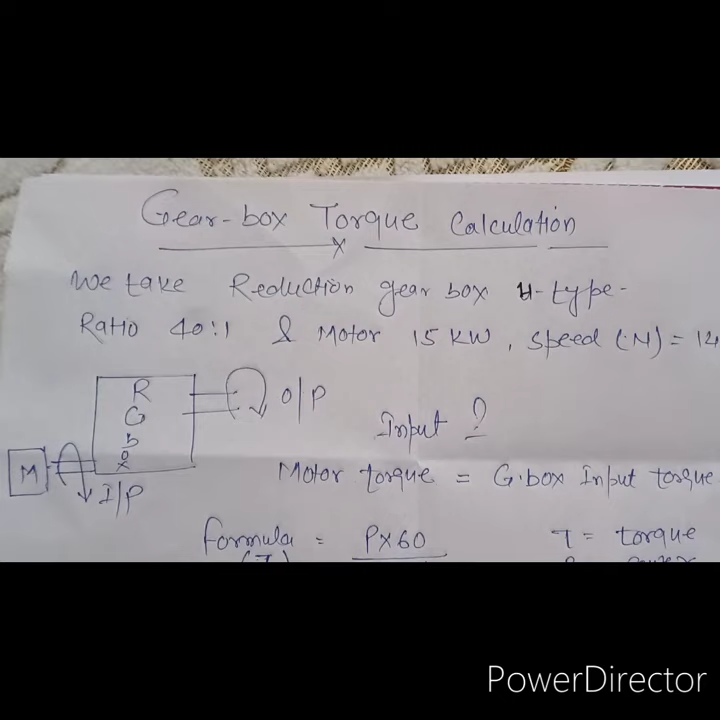 Gear-box Torque Calculation
x
We take Reduction gear box H-type-
Ratio 40:1 & Motor 15 KW, Speed (N) = 14
R
G
b
o
x
O/P
M
I/P
Input ?
Motor torque = G.box Input torque
formula = Px60
T = torque
PowerDirector